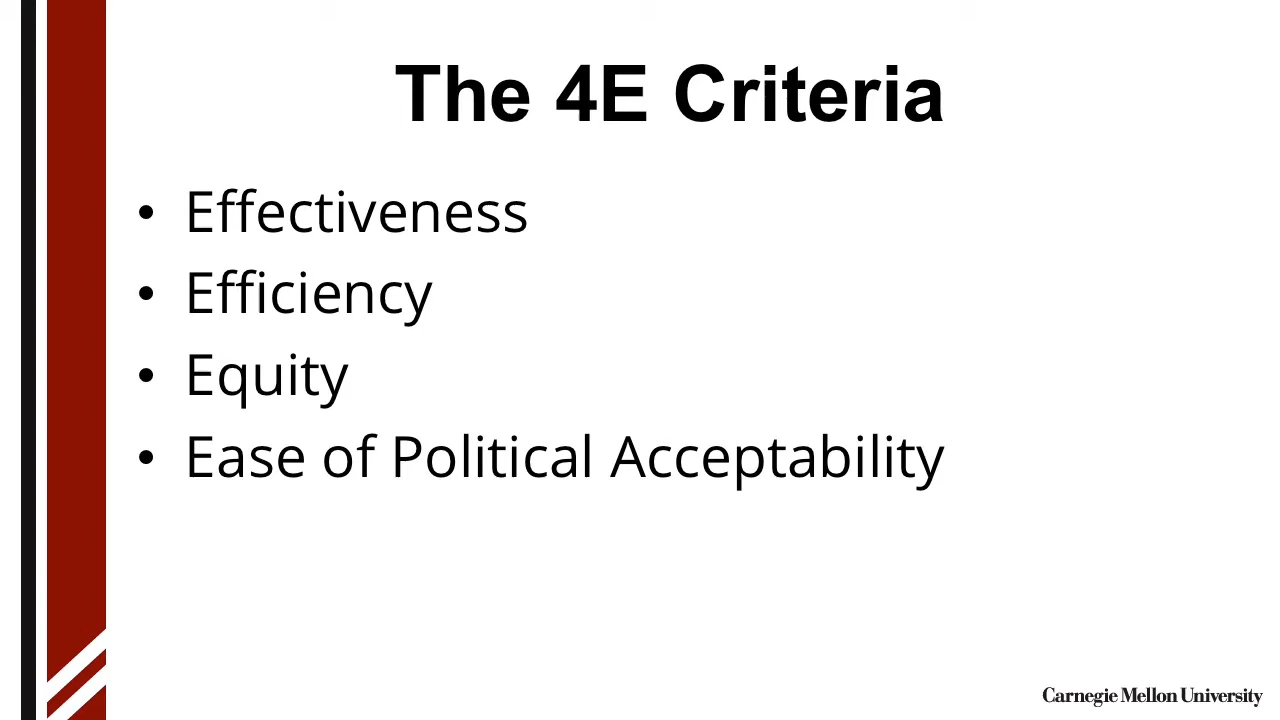 The 4E Criteria
• Effectiveness
• Efficiency
• Equity
• Ease of Political Acceptability
Carnegie Mellon University